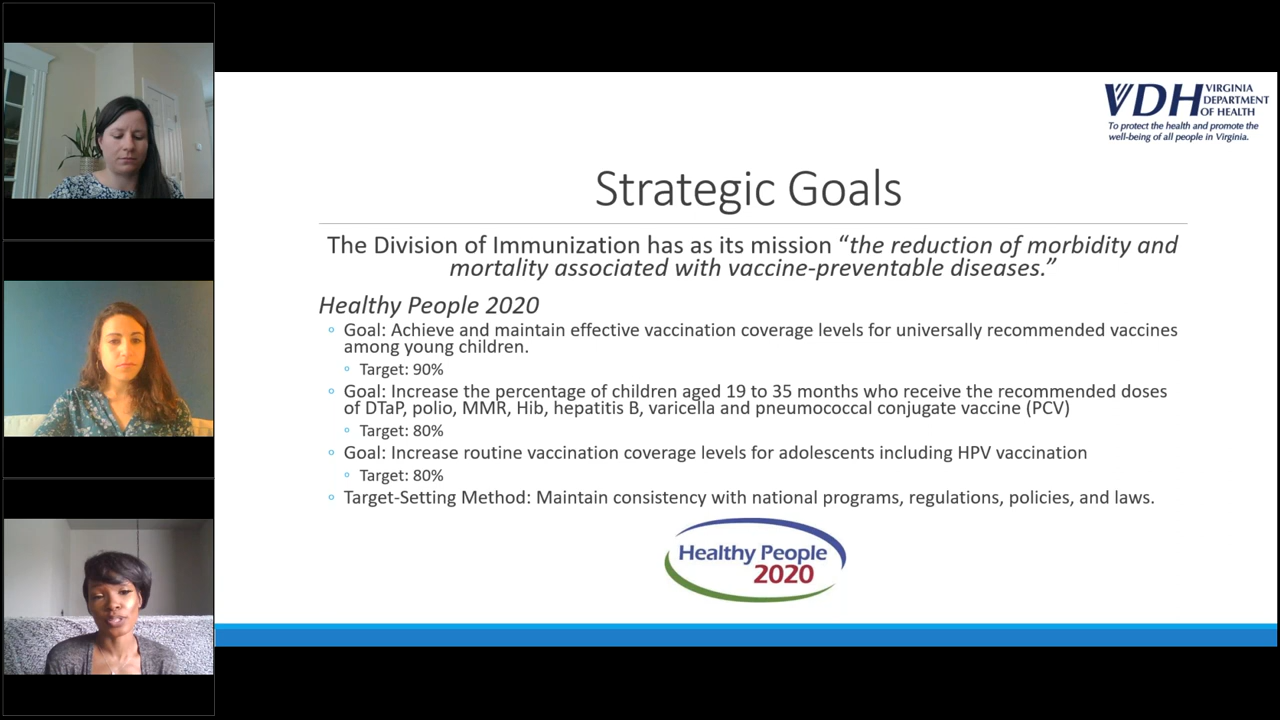 VDH VIRGINIA
DEPARTMENT
OF HEALTH
To protect the health and promote the
well-being of all people in Virginia.
Strategic Goals
The Division of Immunization has as its mission “the reduction of morbidity and
mortality associated with vaccine-preventable diseases.”
Healthy People 2020
Goal: Achieve and maintain effective vaccination coverage levels for universally recommended vaccines
among young children.
Target: 90%
Goal: Increase the percentage of children aged 19 to 35 months who receive the recommended doses
of DTaP, polio, MMR, Hib, hepatitis B, varicella and pneumococcal conjugate vaccine (PCV)
Target: 80%
Goal: Increase routine vaccination coverage levels for adolescents including HPV vaccination
Target: 80%
Target-Setting Method: Maintain consistency with national programs, regulations, policies, and laws.
Healthy People
2020